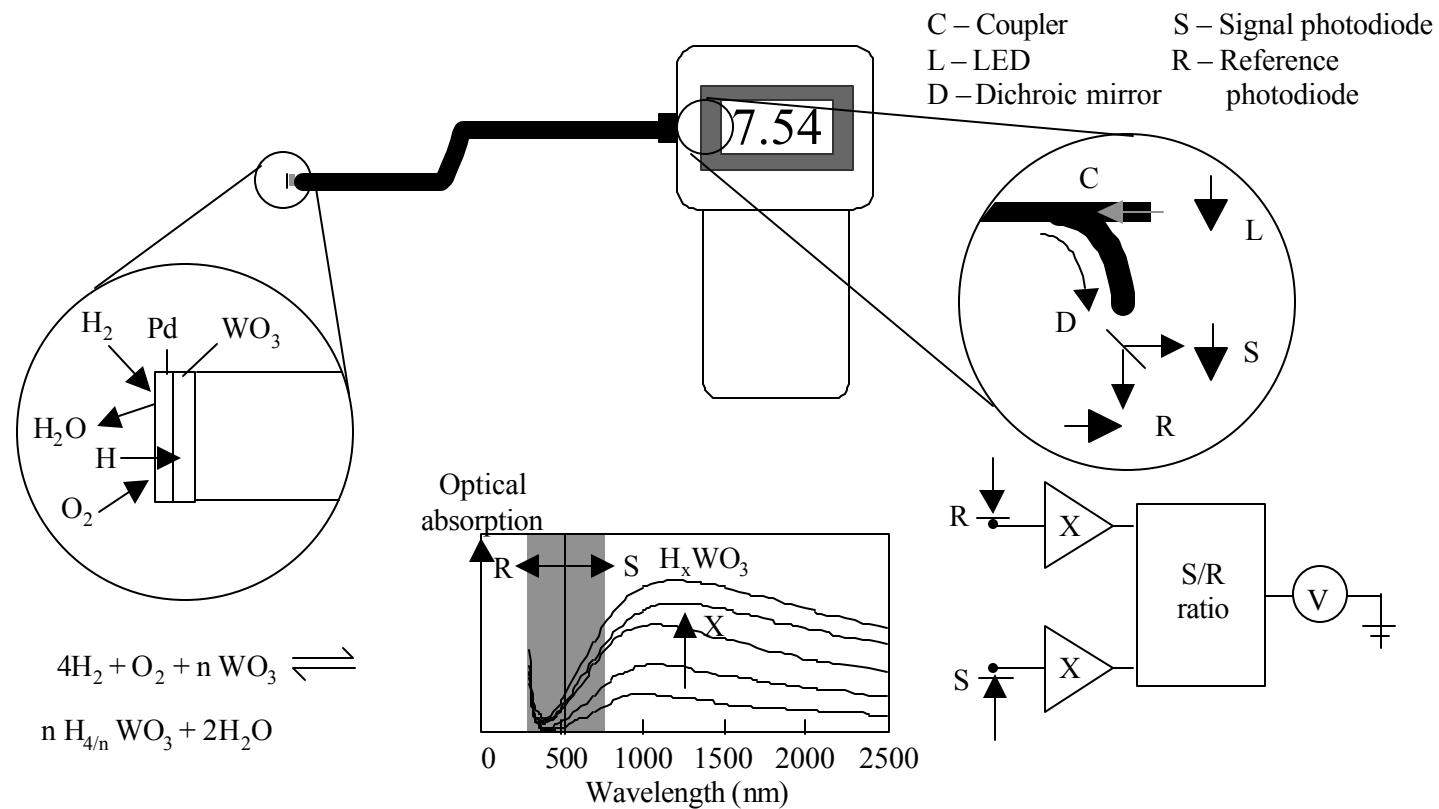 C – Coupler
S – Signal photodiode
L – LED
R – Reference
D – Dichroic mirror
photodiode
7.54
C
L
D
S
R
H₂
Pd
WO₃
H₂O
H
O₂
Optical
absorption
R
S
HₓWO₃
X
0 500 1000 1500 2000 2500
Wavelength (nm)
4H₂ + O₂ + n WO₃ ⇌
n H₄/ₙ WO₃ + 2H₂O
R
X
S/R
ratio
V
S
X